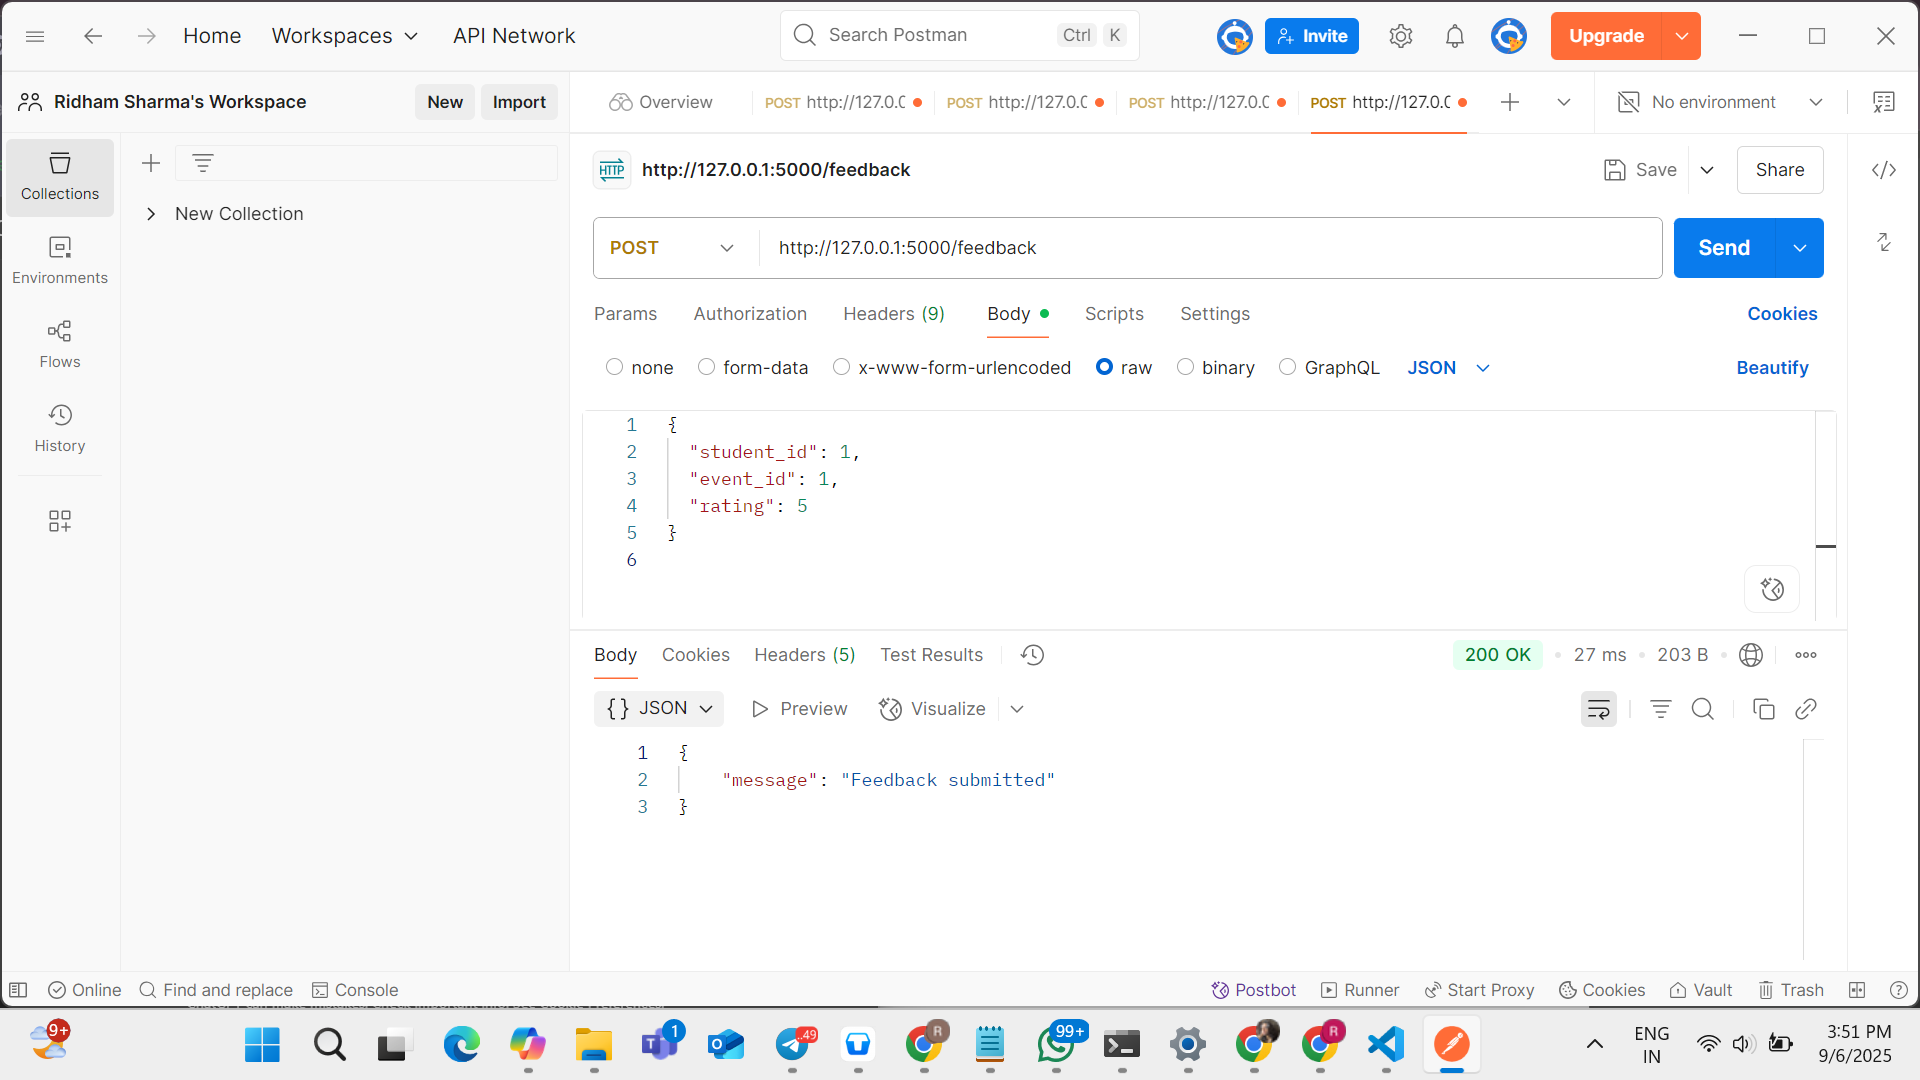 Home Workspaces API Network Search Postman Ctrl K Invite Upgrade
Ridham Sharma's Workspace New Import Overview POST http://127.0.0 POST http://127.0.0 POST http://127.0.0 POST http://127.0.0 No environment
Collections
Environments
Flows
History
New Collection
HTTP http://127.0.0.1:5000/feedback Save Share
POST http://127.0.0.1:5000/feedback Send
Params Authorization Headers (9) Body Scripts Settings Cookies
none form-data x-www-form-urlencoded raw binary GraphQL JSON Beautify
1 {
2 "student_id": 1,
3 "event_id": 1,
4 "rating": 5
5 }
6
Body Cookies Headers (5) Test Results 200 OK 27 ms 203 B
{} JSON Preview Visualize
1 {
2 "message": "Feedback submitted"
3 }
Online Find and replace Console Postbot Runner Start Proxy Cookies Vault Trash
9+ 1 .49 R 99+ R ENG 3:51 PM
IN 9/6/2025